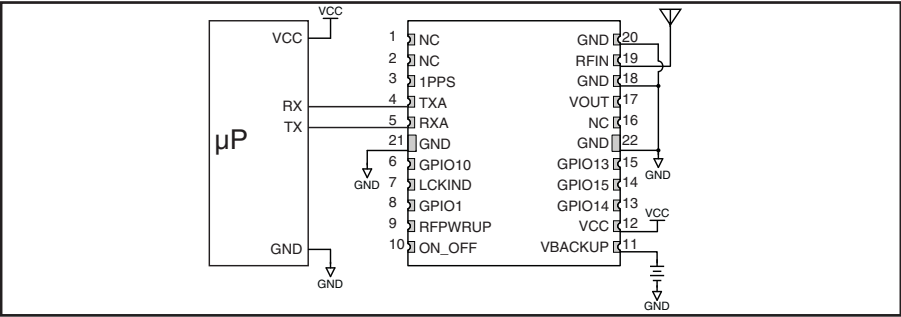 VCC
VCC
RX
TX
µP
GND
GND
1 NC
2 NC
3 1PPS
4 TXA
5 RXA
21 GND
GND
6 GPIO10
7 LCKIND
8 GPIO1
9 RFPWRUP
10 ON_OFF
GND 20
RFIN 19
GND 18
VOUT 17
NC 16
GND 22
GND
GPIO13 15
GPIO15 14
GPIO14 13
VCC
VCC 12
VBACKUP 11
GND